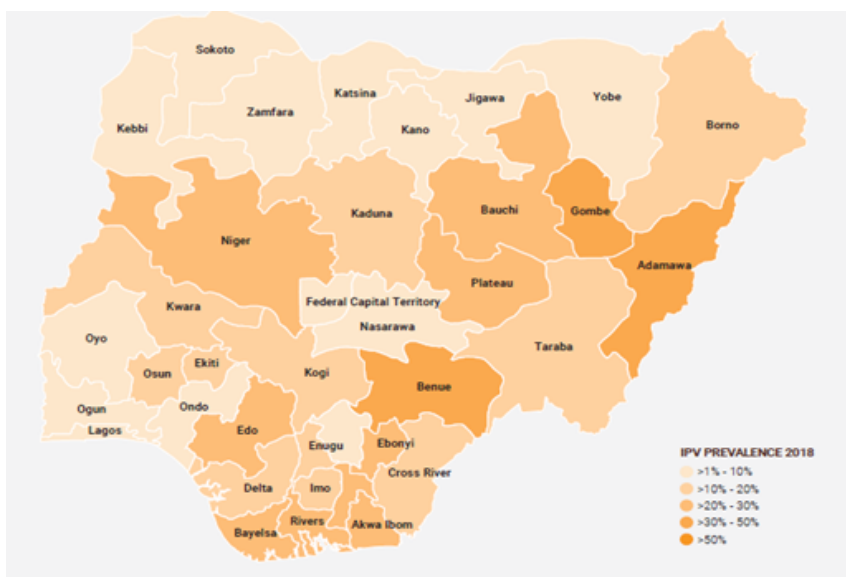 Sokoto
Katsina
Jigawa
Yobe
Zamfara
Kebbi
Kano
Borno
Kaduna
Bauchi
Gombe
Niger
Adamawa
Plateau
Federal Capital Territory
Kwara
Nasarawa
Oyo
Taraba
Ekiti
Osun
Kogi
Benue
Ogun
Ondo
Lagos
Edo
Enugu
Ebonyi
Cross River
Delta
Imo
Rivers
Akwa Ibom
Bayelsa
IPV PREVALENCE 2018
>1% - 10%
>10% - 20%
>20% - 30%
>30% - 50%
>50%